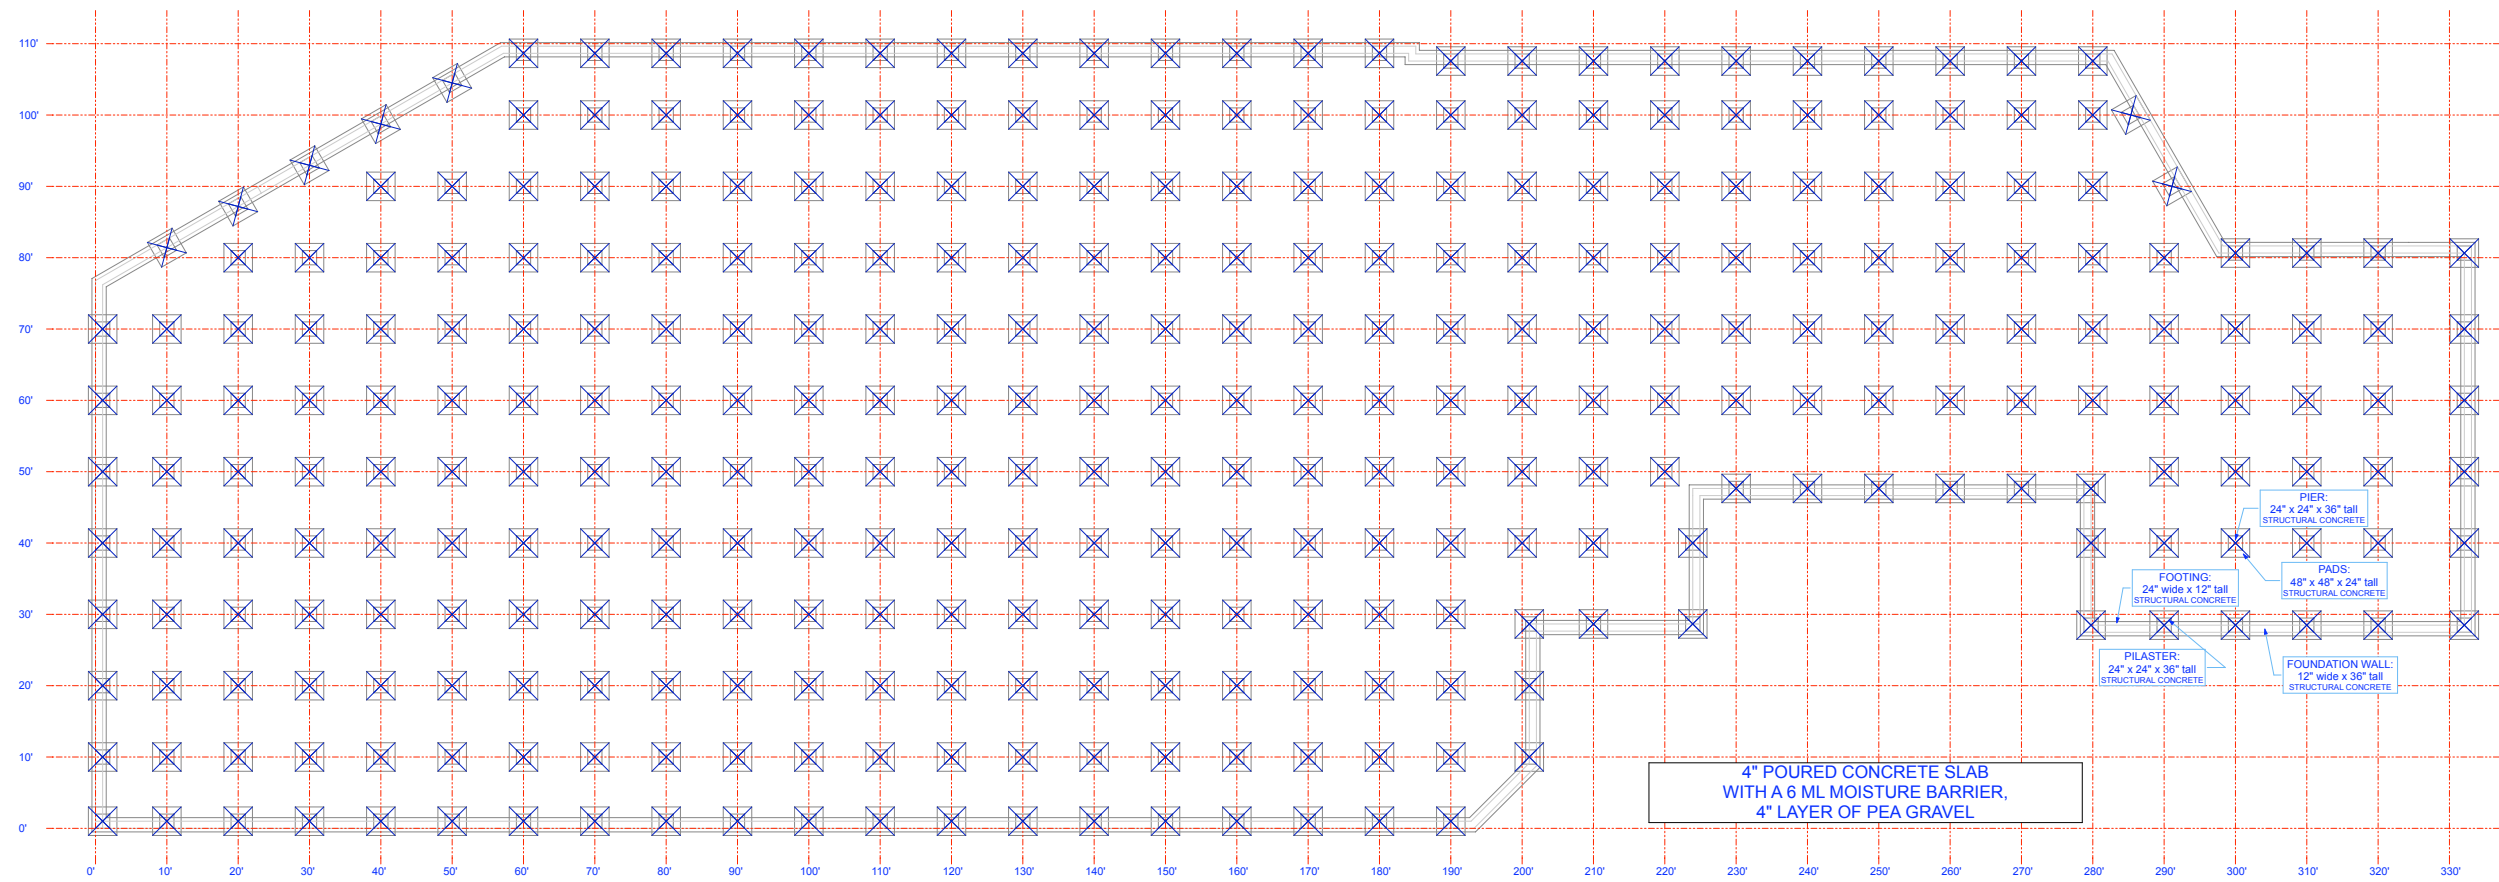 110'
100'
90'
80'
70'
60'
50'
40'
30'
20'
10'
0'
PIER:
24" x 24" x 36" tall
STRUCTURAL CONCRETE
PADS:
48" x 48" x 24" tall
STRUCTURAL CONCRETE
FOOTING:
24" wide x 12" tall
STRUCTURAL CONCRETE
PILASTER:
24" x 24" x 36" tall
STRUCTURAL CONCRETE
FOUNDATION WALL:
12" wide x 36" tall
STRUCTURAL CONCRETE
4" POURED CONCRETE SLAB
WITH A 6 ML MOISTURE BARRIER,
4" LAYER OF PEA GRAVEL
0' 10' 20' 30' 40' 50' 60' 70' 80' 90' 100' 110' 120' 130' 140' 150' 160' 170' 180' 190' 200' 210' 220' 230' 240' 250' 260' 270' 280' 290' 300' 310' 320' 330'